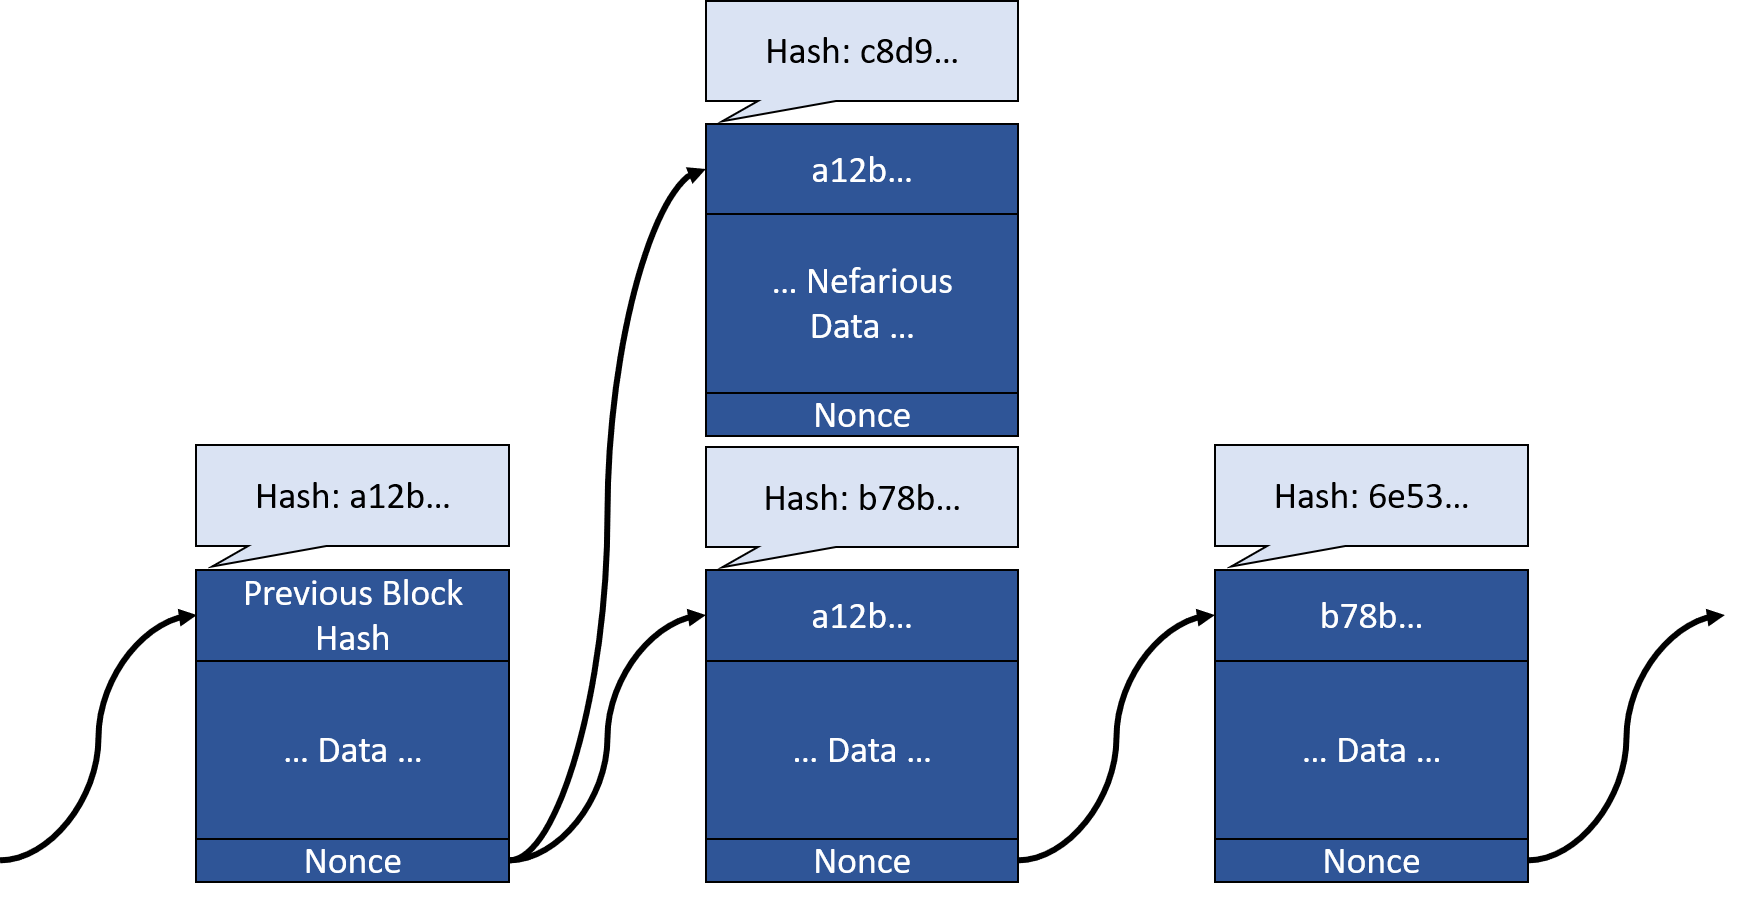 Hash: c8d9...
a12b...
... Nefarious
Data ...
Nonce
Hash: a12b...
Previous Block
Hash
... Data ...
Nonce
Hash: b78b...
a12b...
... Data ...
Nonce
Hash: 6e53...
b78b...
... Data ...
Nonce